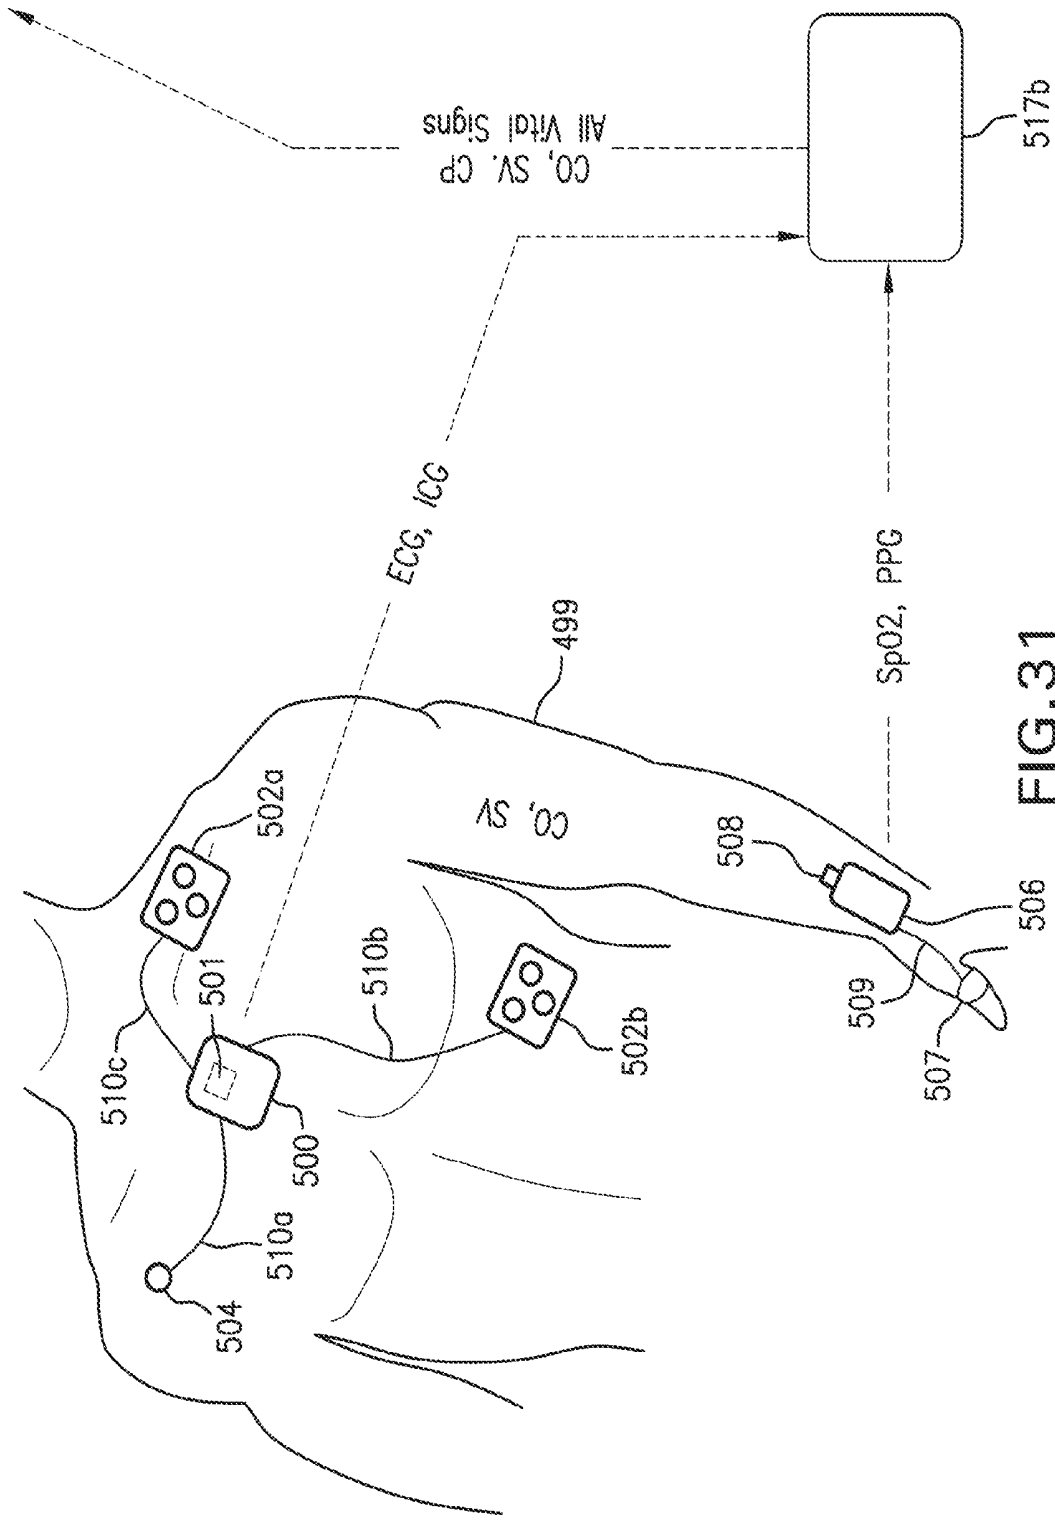 CO, SV. CP
All Vital Signs
517b
ECG, ICG
SpO2, PPG
499
CO, SV
502a
501
510b
510c
502b
500
510a
504
508
506
509
507
FIG.31